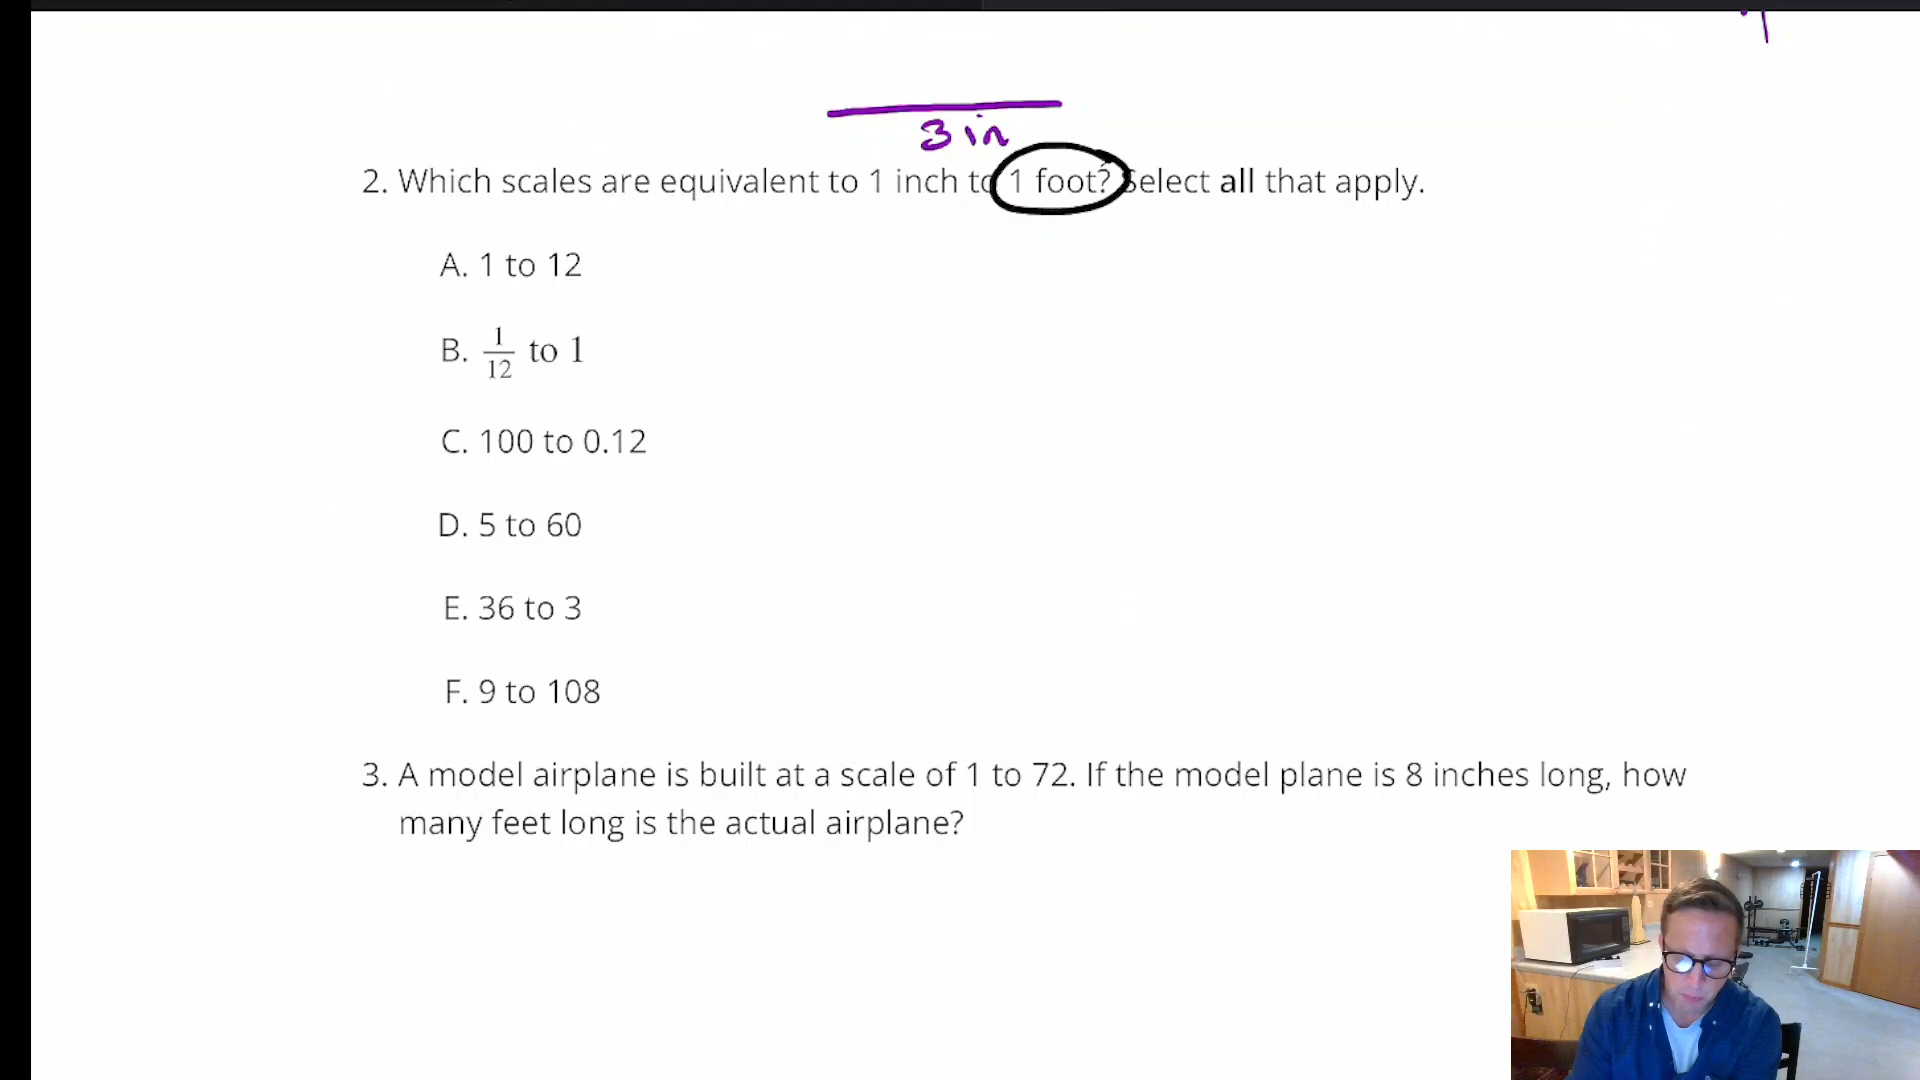 3 in
2. Which scales are equivalent to 1 inch to 1 foot? Select all that apply.
A. 1 to 12
B. 1/12 to 1
C. 100 to 0.12
D. 5 to 60
E. 36 to 3
F. 9 to 108
3. A model airplane is built at a scale of 1 to 72. If the model plane is 8 inches long, how
many feet long is the actual airplane?